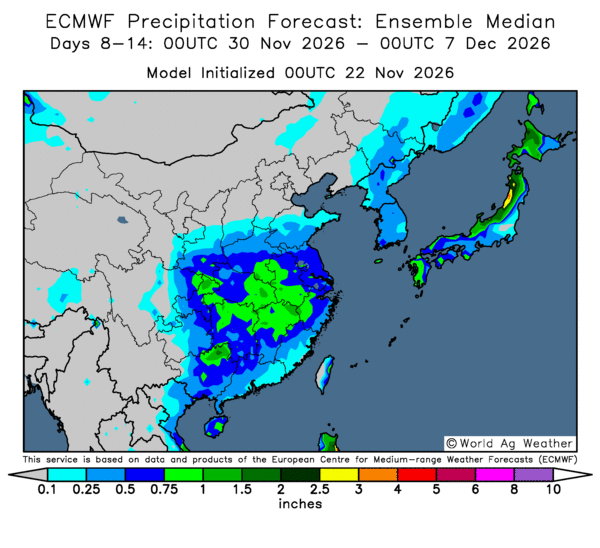 ECMWF Precipitation Forecast: Ensemble Median
Days 8-14: 00UTC 30 Nov 2026 - 00UTC 7 Dec 2026
Model Initialized 00UTC 22 Nov 2026
© World Ag Weather
This service is based on data and products of the European Centre for Medium-range Weather Forecasts (ECMWF)
0.1 0.25 0.5 0.75 1 1.5 2 2.5 3 4 5 6 8 10
inches